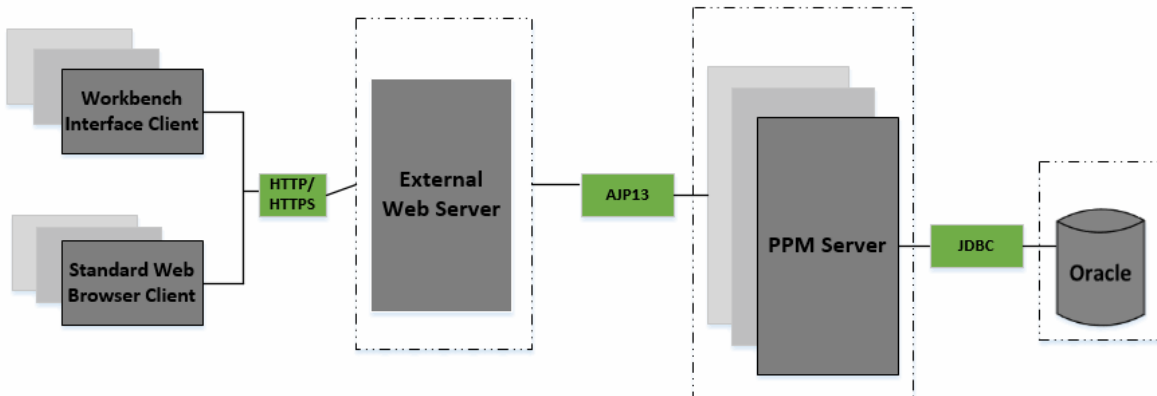 Workbench
Interface Client
HTTP/
HTTPS
Standard Web
Browser Client
External
Web Server
AJP13
PPM Server
JDBC
Oracle